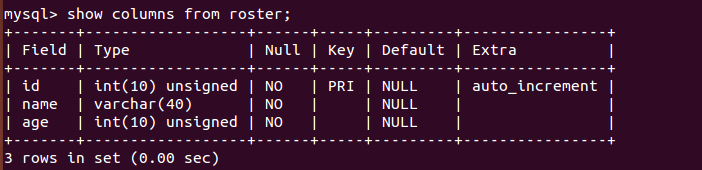 mysql> show columns from roster;
+-------+------------------+------+-----+---------+----------------+
| Field | Type             | Null | Key | Default | Extra          |
+-------+------------------+------+-----+---------+----------------+
| id    | int(10) unsigned | NO   | PRI | NULL    | auto_increment |
| name  | varchar(40)      | NO   |     | NULL    |                |
| age   | int(10) unsigned | NO   |     | NULL    |                |
+-------+------------------+------+-----+---------+----------------+
3 rows in set (0.00 sec)